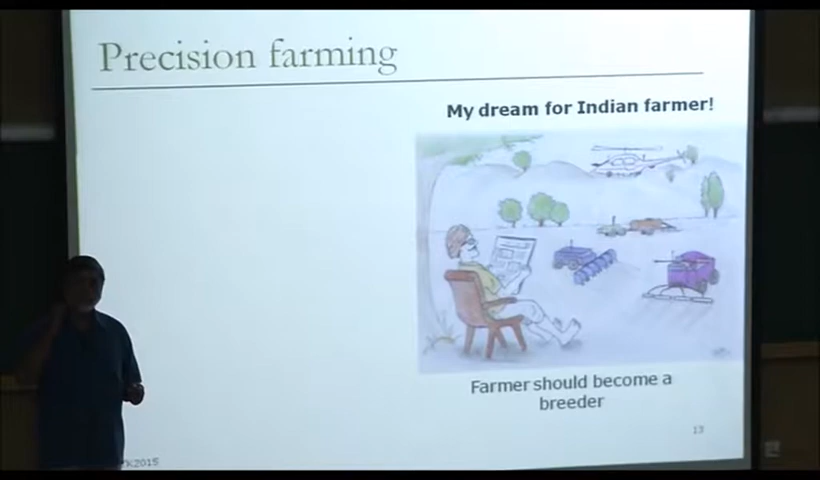 Precision farming
My dream for Indian farmer!
Farmer should become a
breeder
13